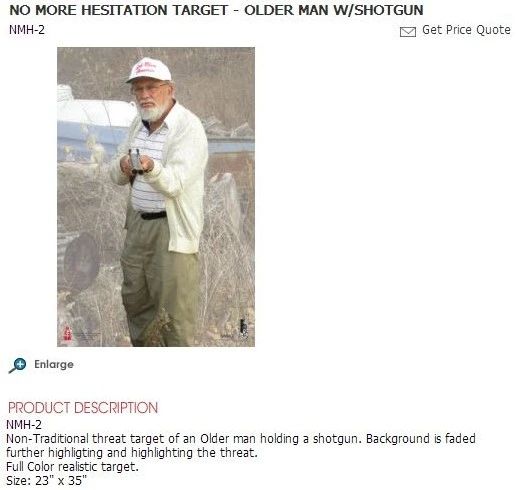 NO MORE HESITATION TARGET - OLDER MAN W/SHOTGUN
NMH-2
Get Price Quote
Enlarge
PRODUCT DESCRIPTION
NMH-2
Non-Traditional threat target of an Older man holding a shotgun. Background is faded
further higligting and highlighting the threat.
Full Color realistic target.
Size: 23" x 35"